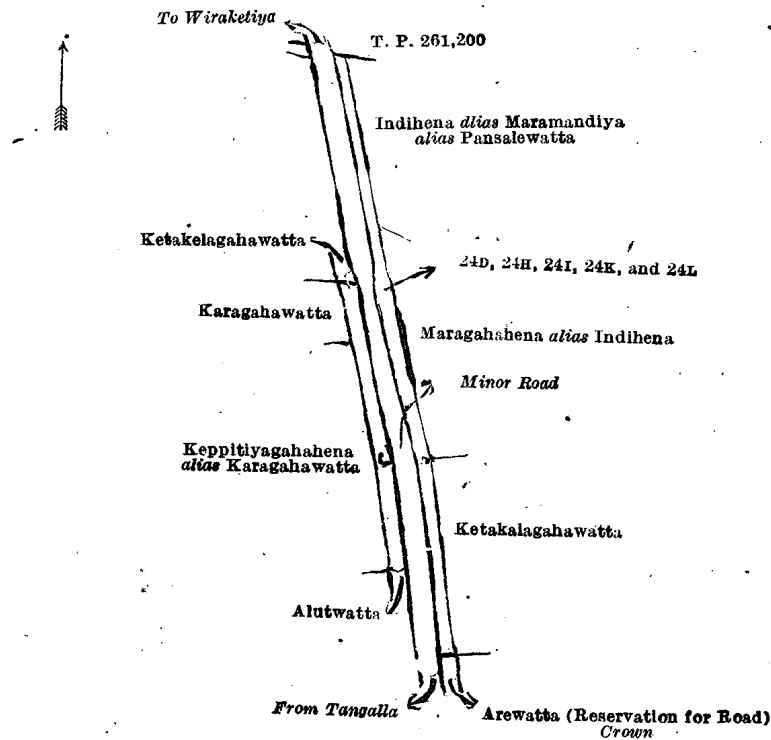 To Wiraketiya
T. P. 261,200
Indihena alias Maramandiya
alias Pansalewatta
Ketakelagahawatta
24D, 24H, 24I, 24K, and 24L
Karagahawatta
Maragahahena alias Indihena
Minor Road
Keppitiyagahahena
alias Karagahawatta
Ketakalagahawatta
Alutwatta
From Tangalla
Arewatta (Reservation for Road)
Crown